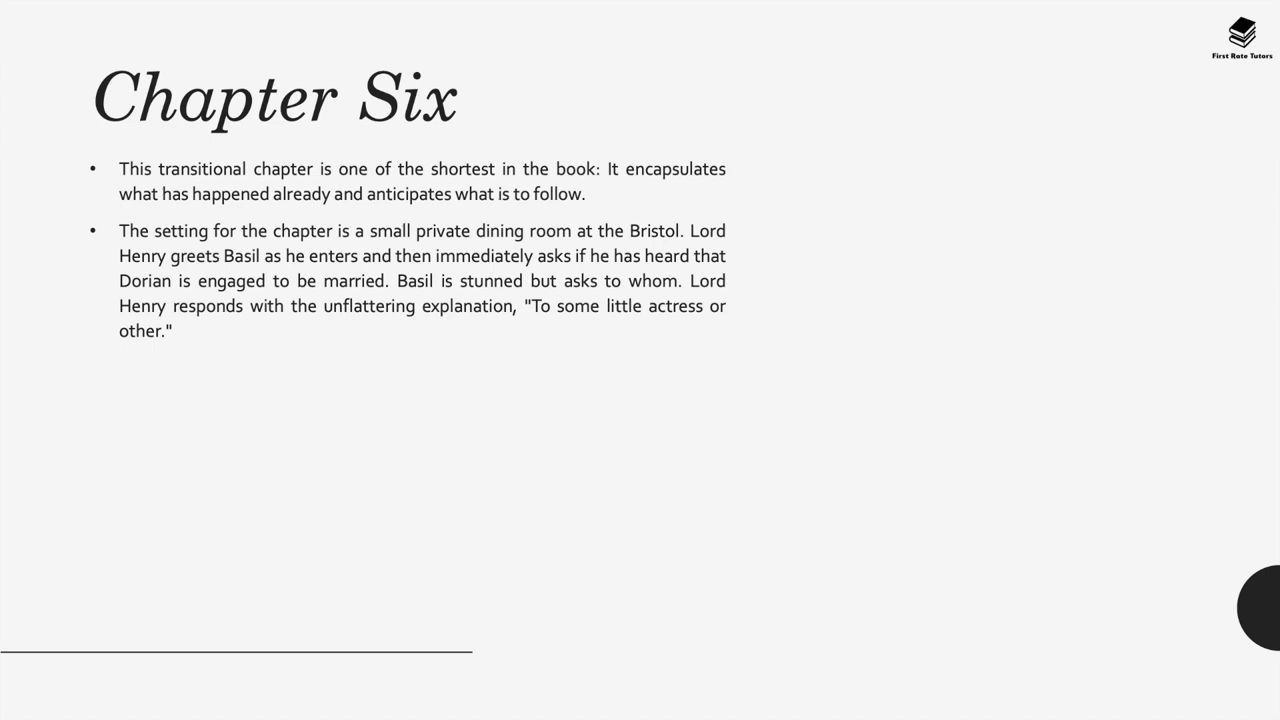 First Rate Tutors
Chapter Six
• This transitional chapter is one of the shortest in the book: It encapsulates
what has happened already and anticipates what is to follow.
• The setting for the chapter is a small private dining room at the Bristol. Lord
Henry greets Basil as he enters and then immediately asks if he has heard that
Dorian is engaged to be married. Basil is stunned but asks to whom. Lord
Henry responds with the unflattering explanation, "To some little actress or
other."